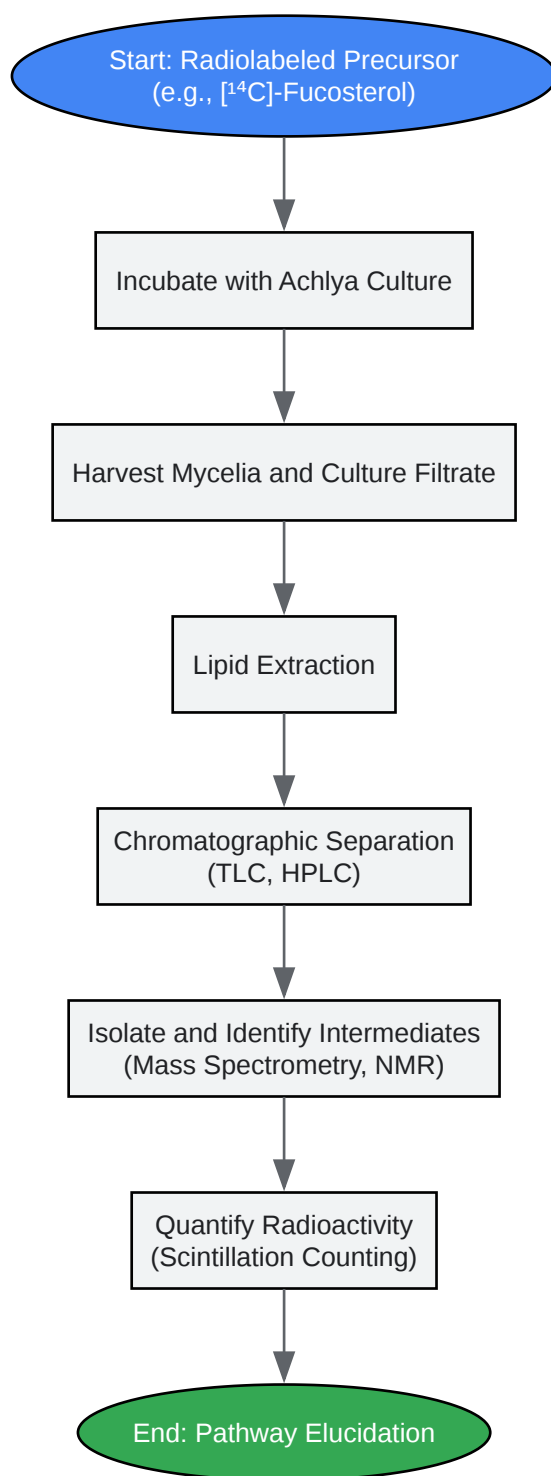 Start: Radiolabeled Precursor
(e.g., [¹⁴C]-Fucosterol)
Incubate with Achlya Culture
Harvest Mycelia and Culture Filtrate
Lipid Extraction
Chromatographic Separation
(TLC, HPLC)
Isolate and Identify Intermediates
(Mass Spectrometry, NMR)
Quantify Radioactivity
(Scintillation Counting)
End: Pathway Elucidation